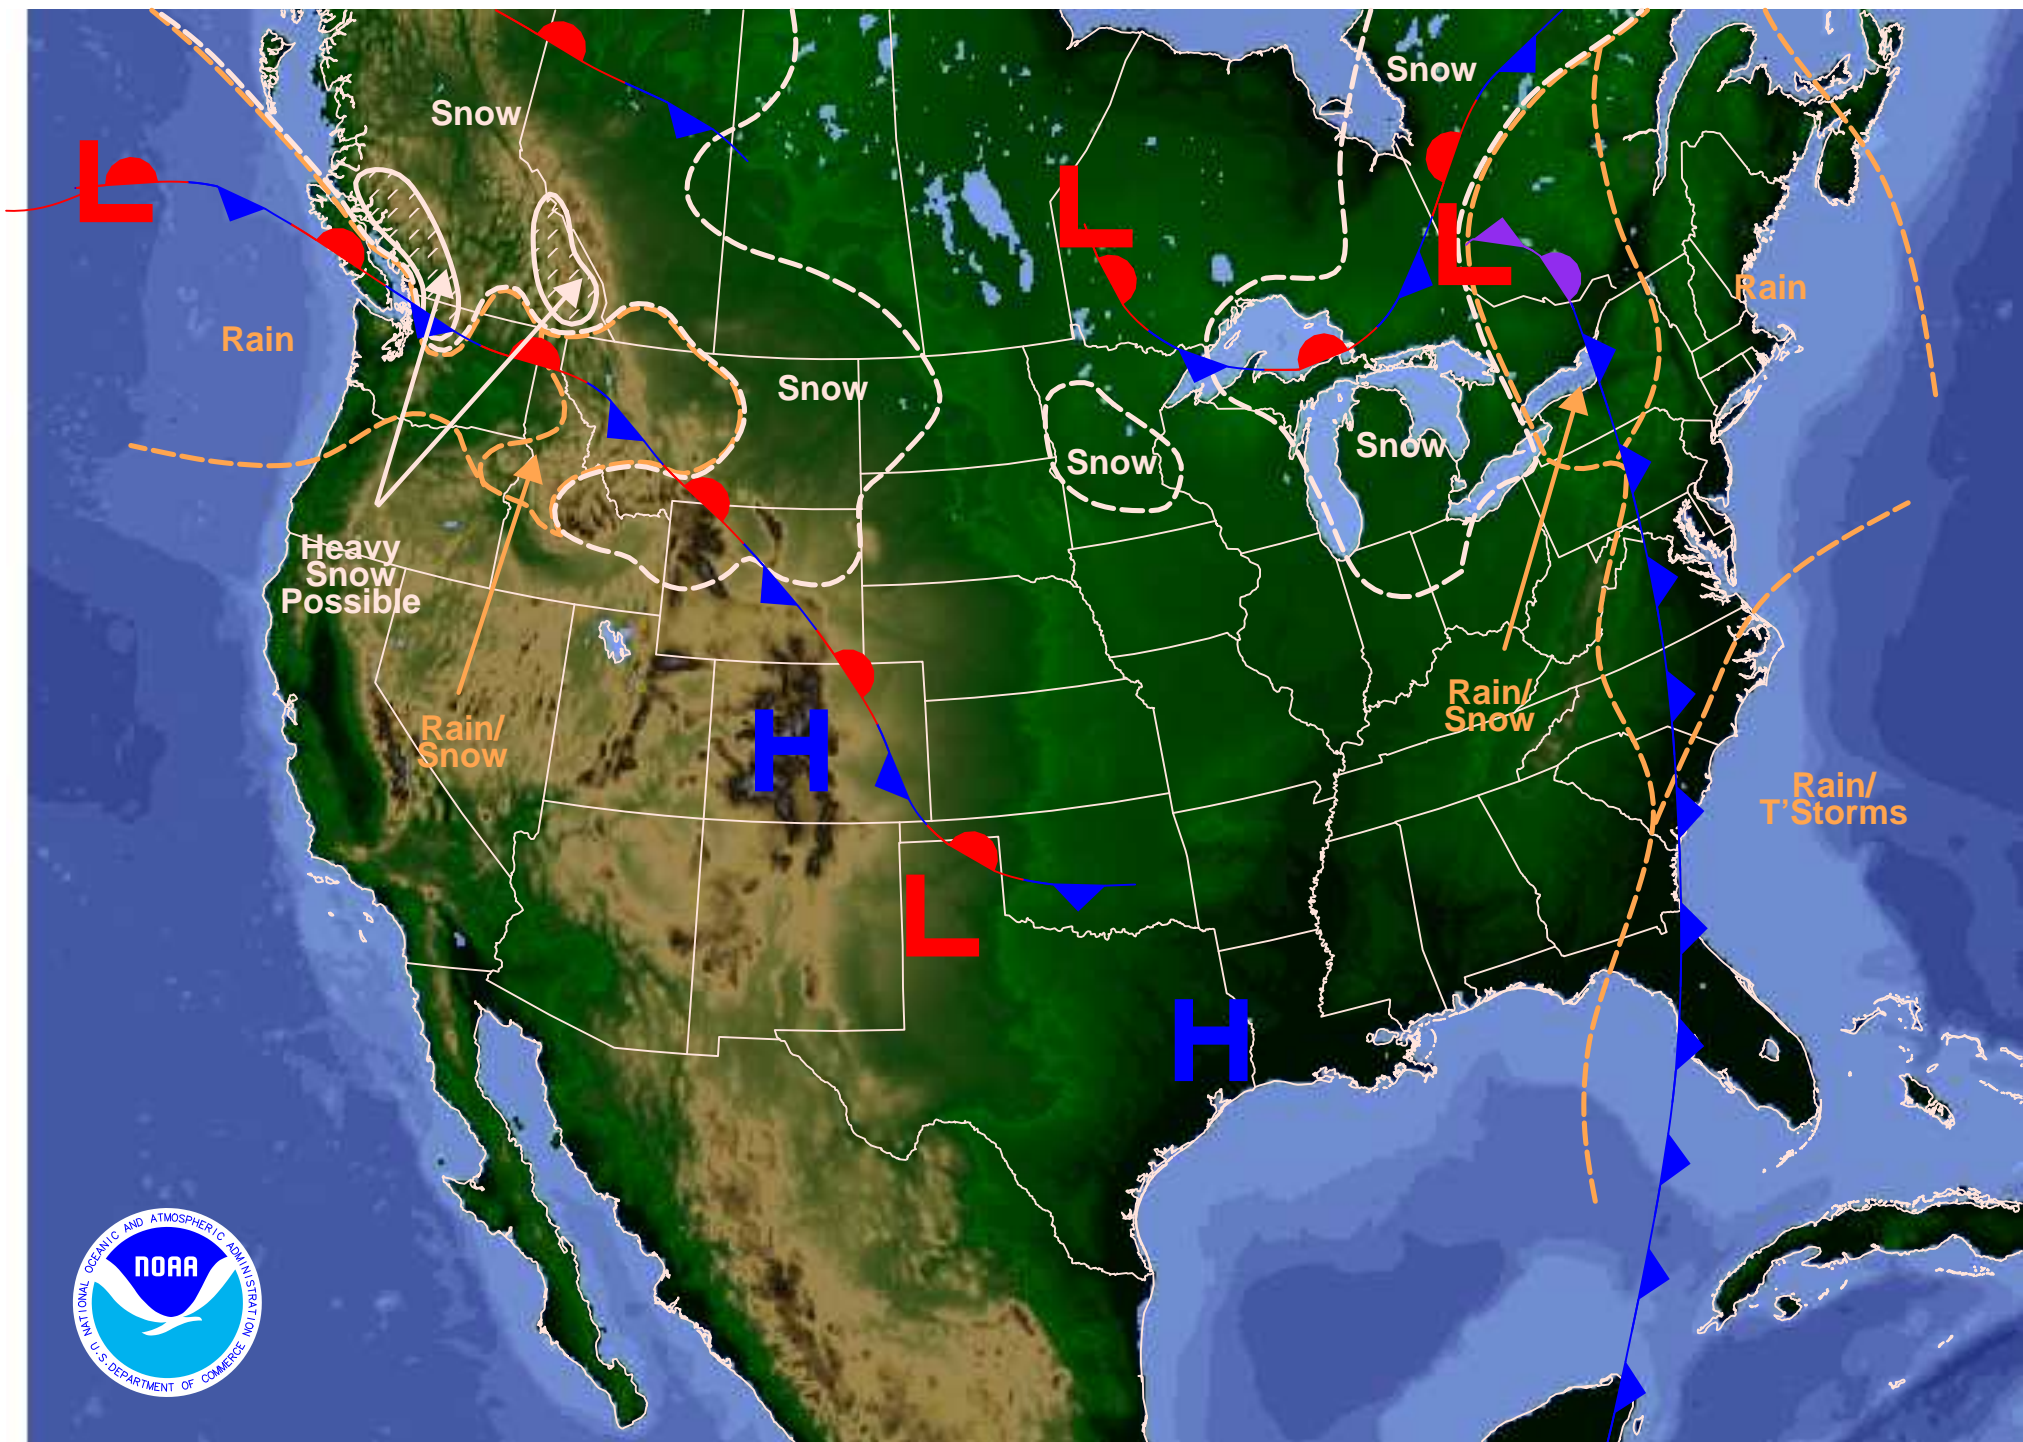 Snow
Snow
L
L
L
Rain
Rain
Snow
Snow
Snow
Heavy
Snow
Possible
Rain/
Snow
Rain/
Snow
H
Rain/
T'Storms
L
H
NATIONAL OCEANIC AND ATMOSPHERIC ADMINISTRATION
NOAA
U.S. DEPARTMENT OF COMMERCE